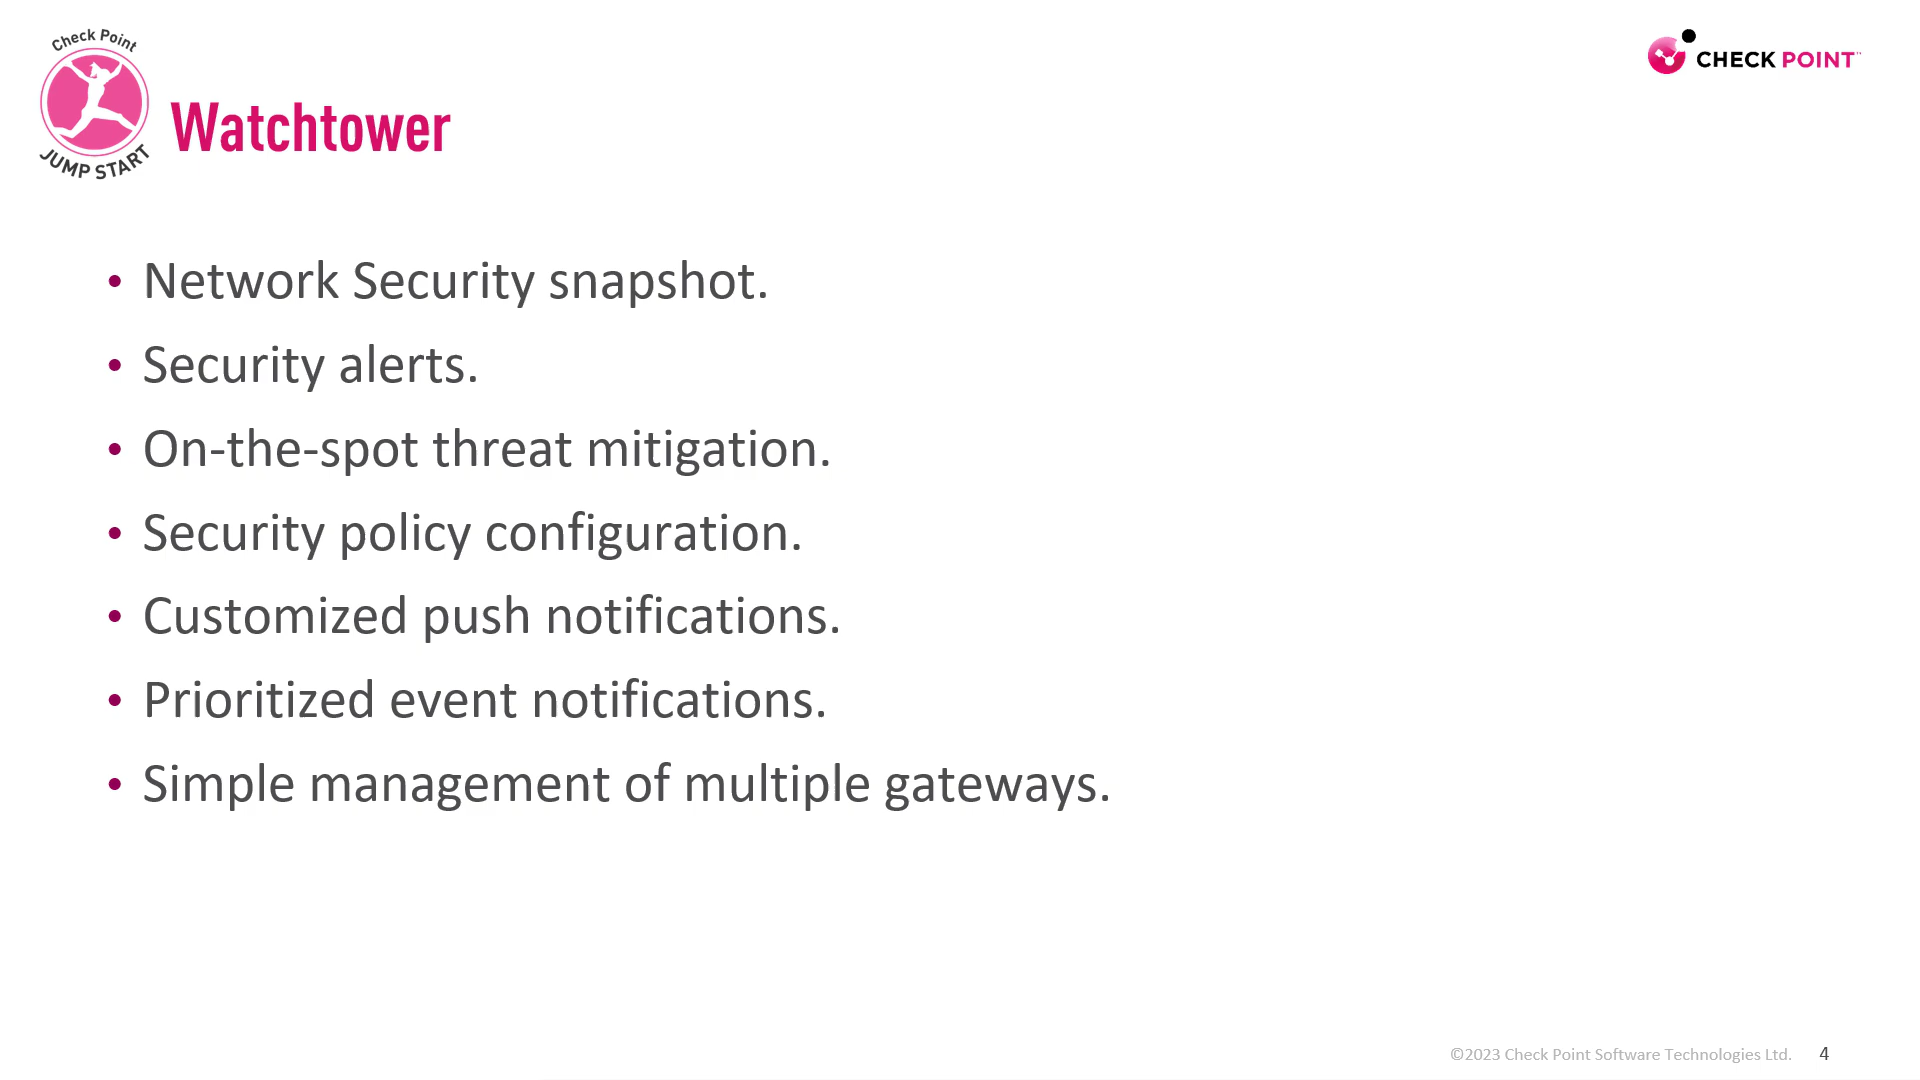 Check Point
JUMP START
CHECK POINT™
Watchtower
• Network Security snapshot.
• Security alerts.
• On-the-spot threat mitigation.
• Security policy configuration.
• Customized push notifications.
• Prioritized event notifications.
• Simple management of multiple gateways.
©2023 Check Point Software Technologies Ltd. 4